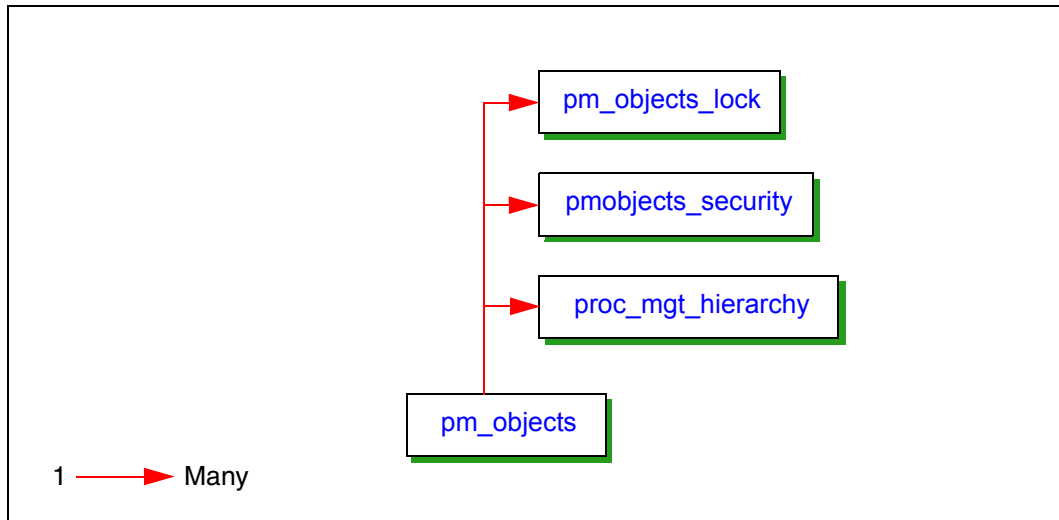 pm_objects_lock
pmobjects_security
proc_mgt_hierarchy
pm_objects
1 Many